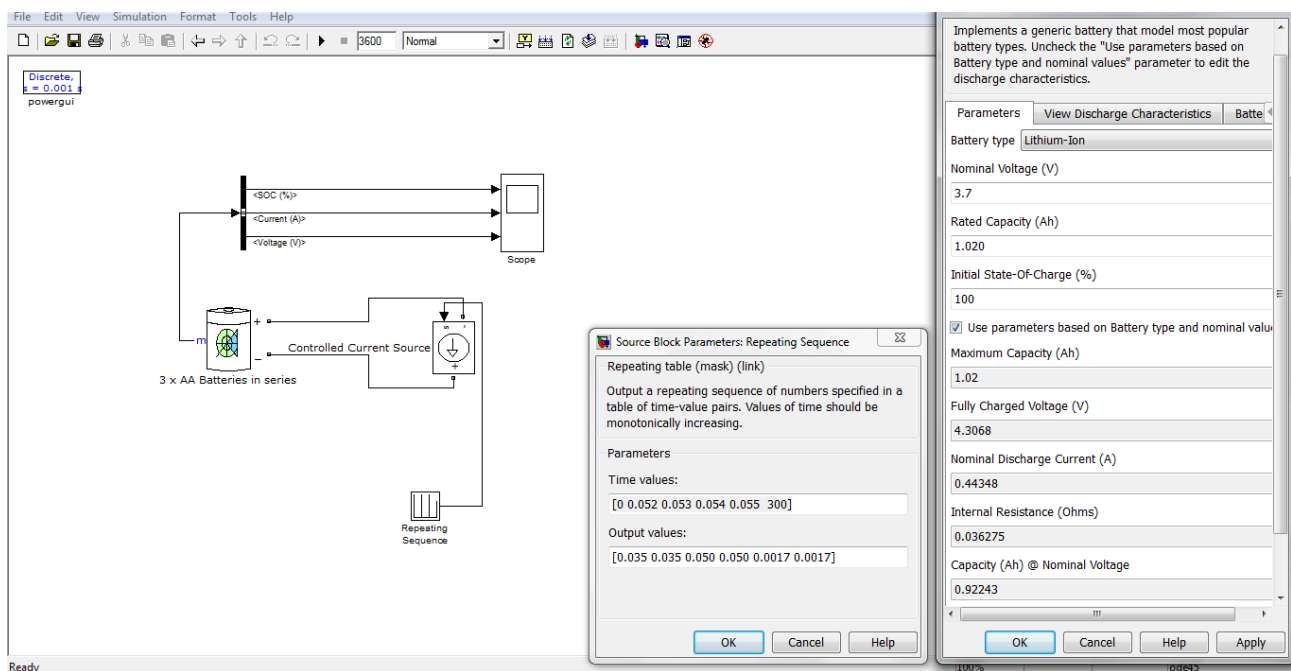 File Edit View Simulation Format Tools Help
3600 Normal
Discrete,
s = 0.001 s
powergui
<SOC (%)>
<Current (A)>
<Voltage (V)>
Scope
m
+
−
3 x AA Batteries in series
Controlled Current Source
s
-
+
Repeating
Sequence
Ready
100%
ode45
Source Block Parameters: Repeating Sequence
Repeating table (mask) (link)
Output a repeating sequence of numbers specified in a
table of time-value pairs. Values of time should be
monotonically increasing.
Parameters
Time values:
[0 0.052 0.053 0.054 0.055  300]
Output values:
[0.035 0.035 0.050 0.050 0.0017 0.0017]
OK Cancel Help
Implements a generic battery that model most popular
battery types. Uncheck the "Use parameters based on
Battery type and nominal values" parameter to edit the
discharge characteristics.
Parameters View Discharge Characteristics Batte
Battery type Lithium-Ion
Nominal Voltage (V)
3.7
Rated Capacity (Ah)
1.020
Initial State-Of-Charge (%)
100
Use parameters based on Battery type and nominal valu
Maximum Capacity (Ah)
1.02
Fully Charged Voltage (V)
4.3068
Nominal Discharge Current (A)
0.44348
Internal Resistance (Ohms)
0.036275
Capacity (Ah) @ Nominal Voltage
0.92243
OK Cancel Help Apply